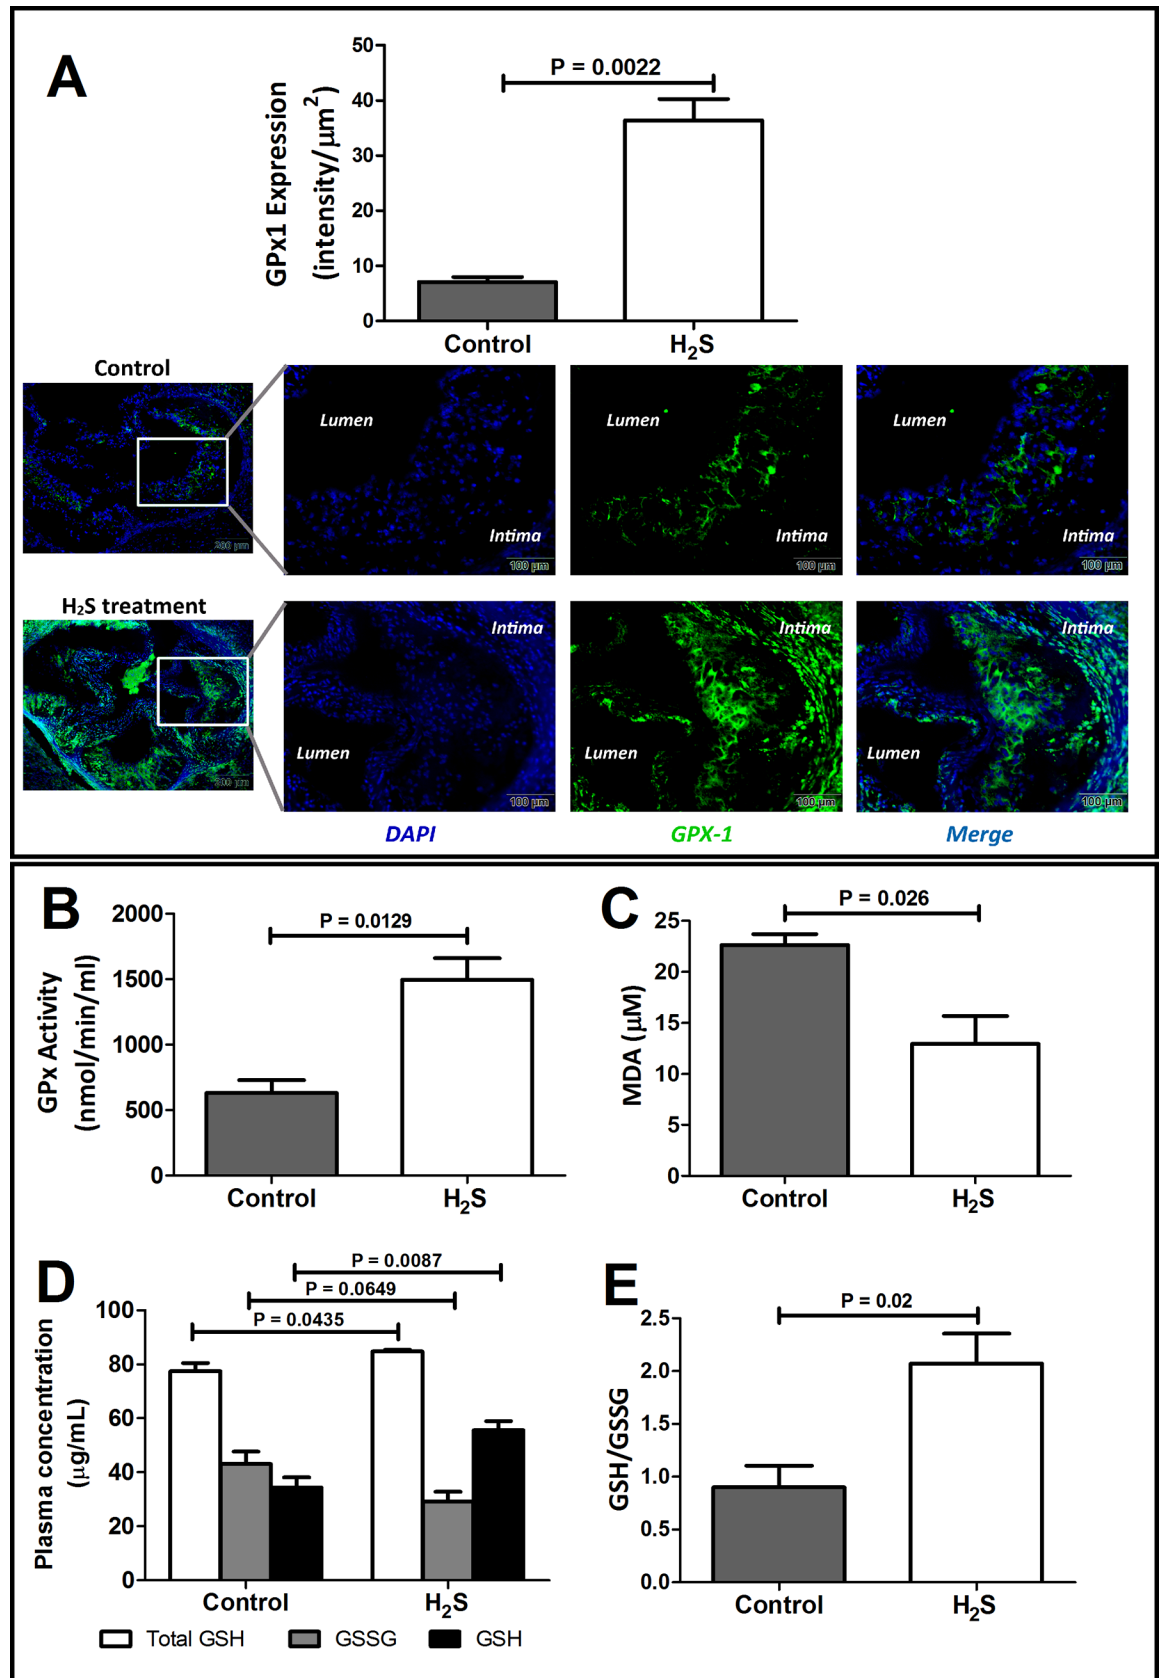 A
50
40
30
20
10
0
GPx1 Expression
(intensity/μm²)
P = 0.0022
Control
H₂S
Control
200 μm
Lumen
Intima
100 μm
Lumen
Intima
100 μm
Lumen
Intima
100 μm
H₂S treatment
200 μm
Intima
Lumen
100 μm
Intima
Lumen
100 μm
Intima
Lumen
100 μm
DAPI
GPX-1
Merge
B
2000
1500
1000
500
0
GPx Activity
(nmol/min/ml)
P = 0.0129
Control
H₂S
C
25
20
15
10
5
0
MDA (μM)
P = 0.026
Control
H₂S
D
100
80
60
40
20
0
Plasma concentration
(μg/mL)
P = 0.0087
P = 0.0649
P = 0.0435
Control
H₂S
Total GSH
GSSG
GSH
E
2.5
2.0
1.5
1.0
0.5
0.0
GSH/GSSG
P = 0.02
Control
H₂S